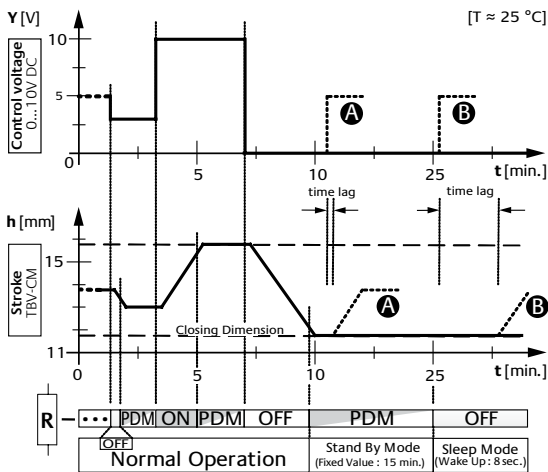 Y [V]
[T ≈ 25 °C]
Control voltage
0...10V DC
10
5
0
A
B
5
10
25
t [min.]
time lag
time lag
h [mm]
Stroke
TBV-CM
15
11
Closing Dimension
A
B
0
5
10
25
t [min.]
R
PDM
ON
PDM
OFF
PDM
OFF
OFF
Normal Operation
Stand By Mode
(Fixed Value : 15 min.)
Sleep Mode
(Wake Up : 8 sec.)